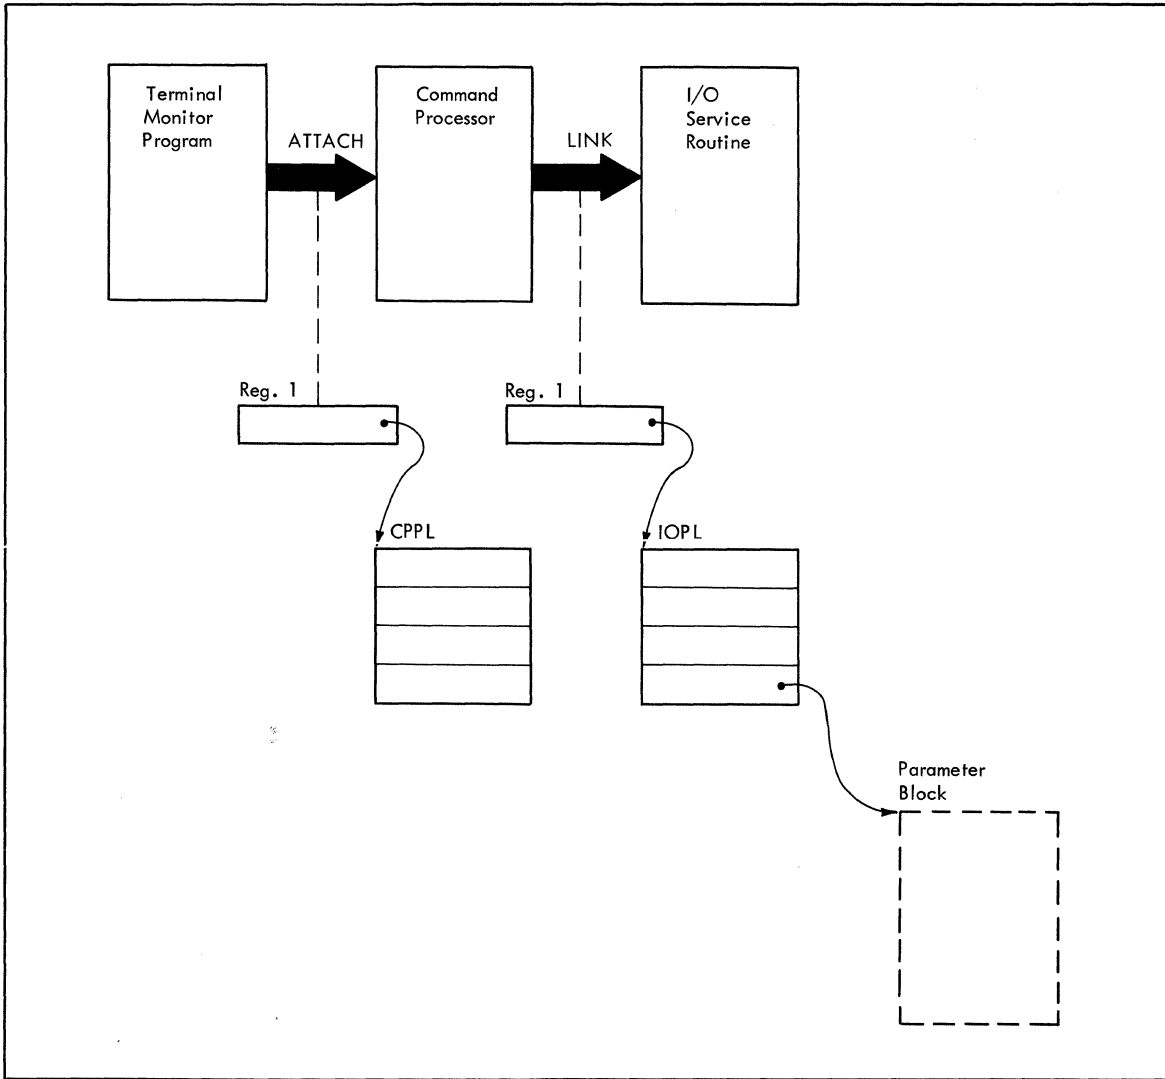 Terminal
Monitor
Program
ATTACH
Command
Processor
LINK
I/O
Service
Routine
Reg. 1
Reg. 1
CPPL
IOPL
Parameter
Block